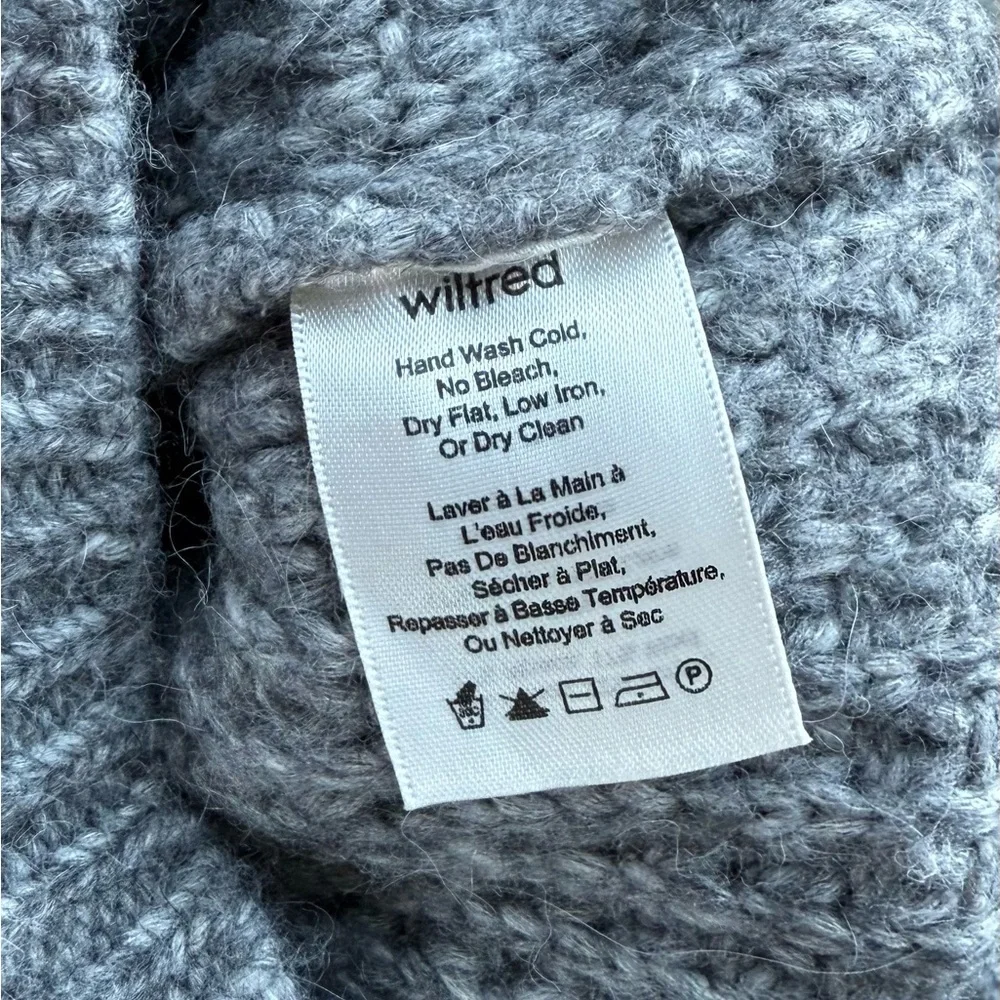 wilfred
Hand Wash Cold,
No Bleach,
Dry Flat, Low Iron,
Or Dry Clean
Laver à La Main à
L'eau Froide,
Pas De Blanchiment,
Sécher à Plat,
Repasser à Basse Température,
Ou Nettoyer à Sec
P